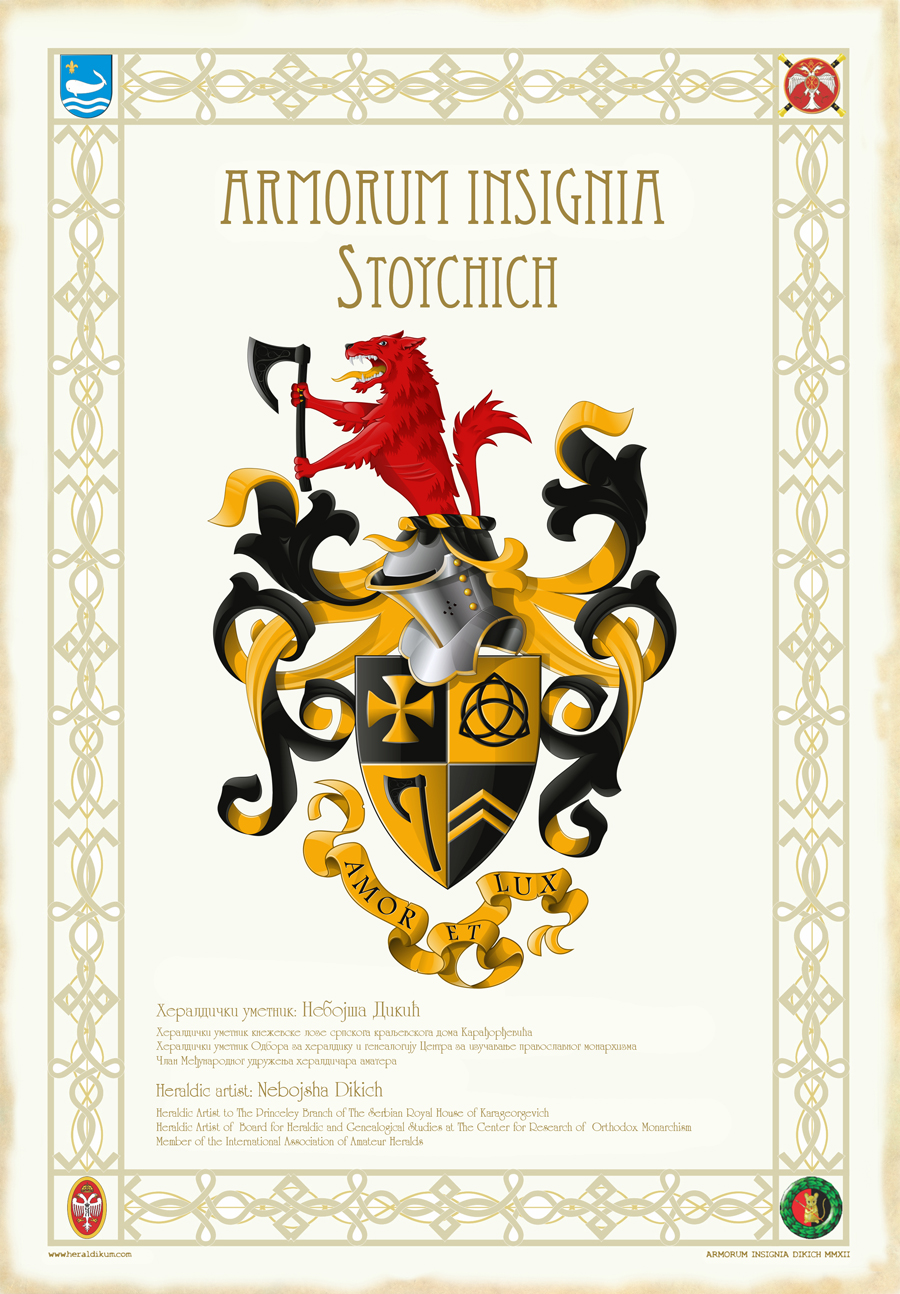 ARMORUM INSIGNIA
STOYCHICH
AMOR ET LUX
Хералдички уметник: Небојша Дикић
Хералдички уметник кнежевске лозе српског краљевског дома Карађорђевића
Хералдички уметник Одбора за хералдику и генеалогију Центра за изучавање православног монархизма
Члан Међународног удружења хералдичара аматера
Heraldic artist: Nebojsha Dikich
Heraldic Artist to The Princeley Branch of The Serbian Royal House of Karageorgevich
Heraldic Artist of Board for Heraldic and Genealogical Studies at The Center for Research of Orthodox Monarchism
Member of the International Association of Amateur Heralds
www.heraldikum.com
ARMORUM INSIGNIA DIKICH MMXII